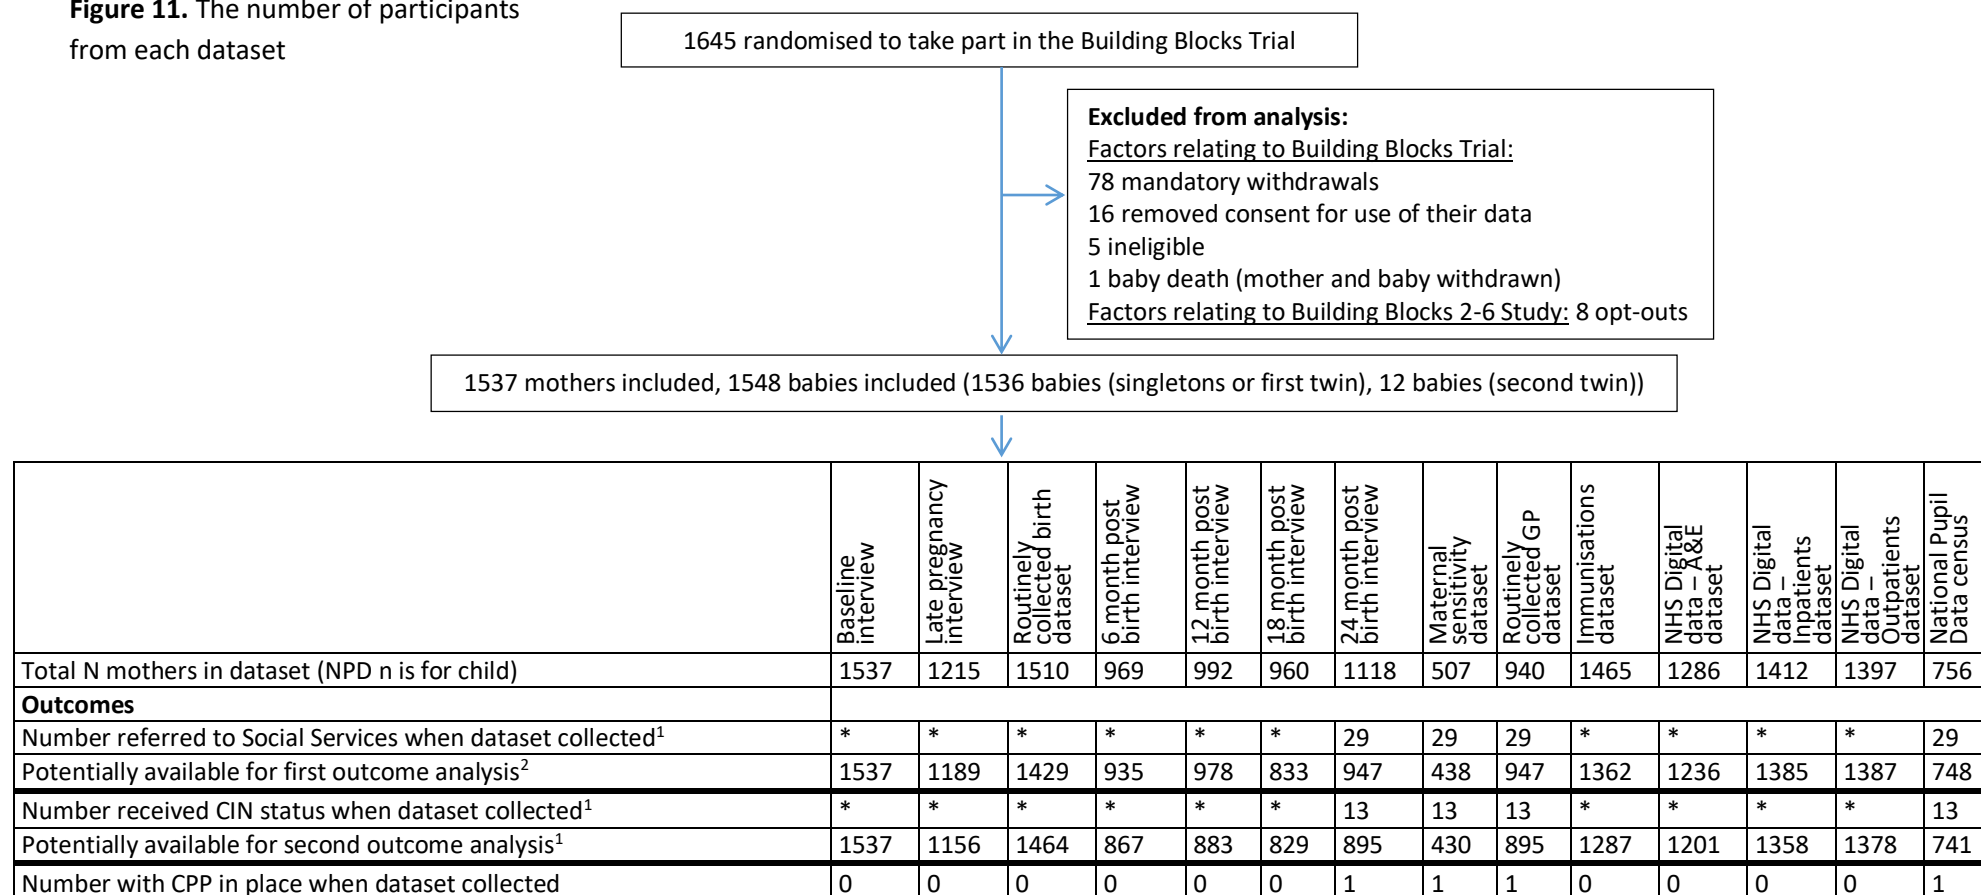 Figure 11. The number of participants
from each dataset
1645 randomised to take part in the Building Blocks Trial
Excluded from analysis:
Factors relating to Building Blocks Trial:
78 mandatory withdrawals
16 removed consent for use of their data
5 ineligible
1 baby death (mother and baby withdrawn)
Factors relating to Building Blocks 2-6 Study: 8 opt-outs
1537 mothers included, 1548 babies included (1536 babies (singletons or first twin), 12 babies (second twin))
Baseline
interview
Late pregnancy
interview
Routinely
collected birth
dataset
6 month post
birth interview
12 month post
birth interview
18 month post
birth interview
24 month post
birth interview
Maternal
sensitivity
dataset
Routinely
collected GP
dataset
Immunisations
dataset
NHS Digital
data – A&E
dataset
NHS Digital
data –
Inpatients
dataset
NHS Digital
data –
Outpatients
dataset
National Pupil
Data census
Total N mothers in dataset (NPD n is for child) 1537 1215 1510 969 992 960 1118 507 940 1465 1286 1412 1397 756
Outcomes
Number referred to Social Services when dataset collected¹ * * * * * * 29 29 29 * * * * 29
Potentially available for first outcome analysis² 1537 1189 1429 935 978 833 947 438 947 1362 1236 1385 1387 748
Number received CIN status when dataset collected¹ * * * * * * 13 13 13 * * * * 13
Potentially available for second outcome analysis¹ 1537 1156 1464 867 883 829 895 430 895 1287 1201 1358 1378 741
Number with CPP in place when dataset collected 0 0 0 0 0 0 1 1 1 0 0 0 0 1